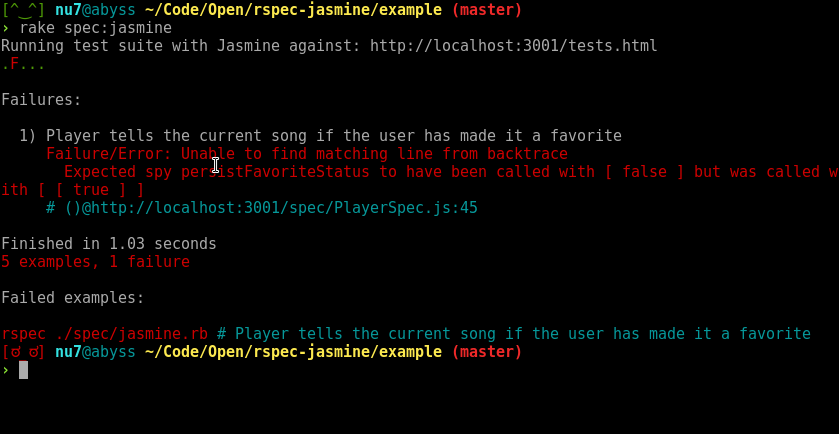 [^_^] nu7@abyss ~/Code/Open/rspec-jasmine/example (master)
› rake spec:jasmine
Running test suite with Jasmine against: http://localhost:3001/tests.html
.F...
Failures:
1) Player tells the current song if the user has made it a favorite
Failure/Error: Unable to find matching line from backtrace
Expected spy persistFavoriteStatus to have been called with [ false ] but was called w
ith [ [ true ] ]
# ()@http://localhost:3001/spec/PlayerSpec.js:45
Finished in 1.03 seconds
5 examples, 1 failure
Failed examples:
rspec ./spec/jasmine.rb # Player tells the current song if the user has made it a favorite
[ಠ_ಠ] nu7@abyss ~/Code/Open/rspec-jasmine/example (master)
›